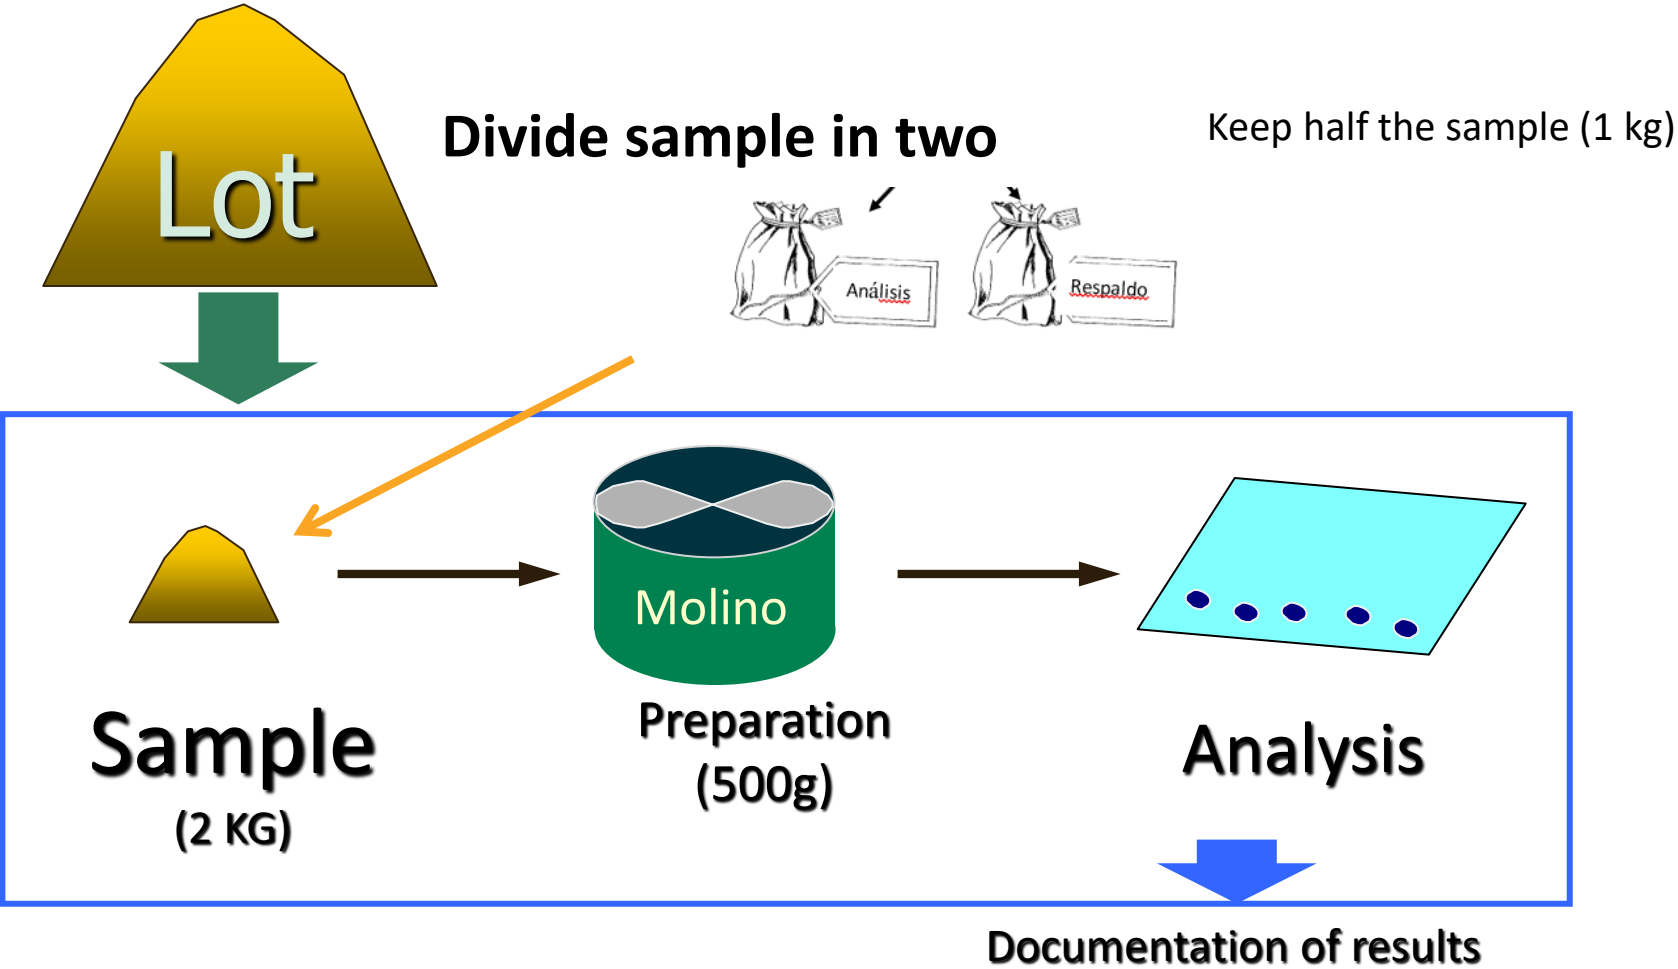 Lot
Divide sample in two
Keep half the sample (1 kg)
Análisis
Respaldo
Molino
Sample
(2 KG)
Preparation
(500g)
Analysis
Documentation of results